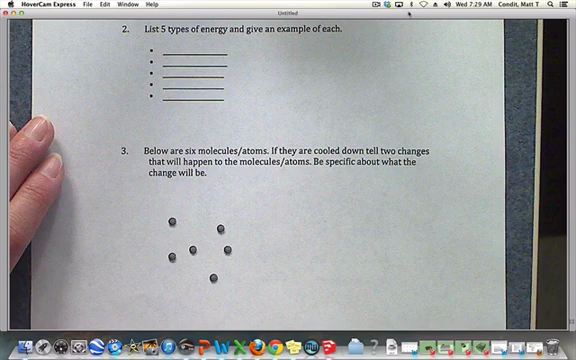 HoverCam Express File Edit Window Help Wed 7:29 AM Condit, Matt T
Untitled
2. List 5 types of energy and give an example of each.
3. Below are six molecules/atoms. If they are cooled down tell two changes
that will happen to the molecules/atoms. Be specific about what the
change will be.